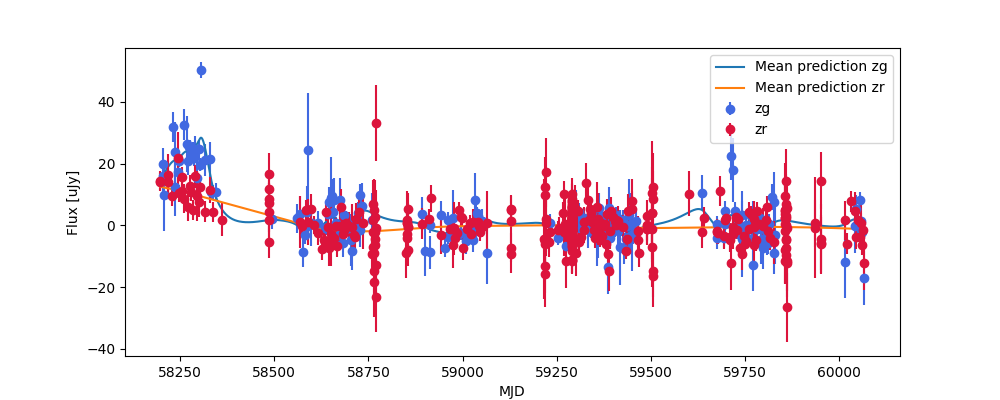 Mean prediction zg
Mean prediction zr
zg
zr
Flux [uJy]
40
20
0
−20
−40
58250
58500
58750
59000
59250
59500
59750
60000
MJD